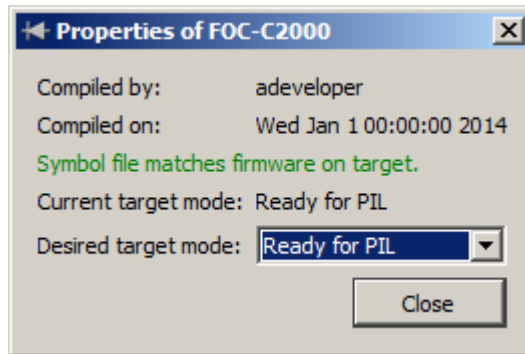 Properties of FOC-C2000
Compiled by: adeveloper
Compiled on: Wed Jan 1 00:00:00 2014
Symbol file matches firmware on target.
Current target mode: Ready for PIL
Desired target mode: Ready for PIL
Close